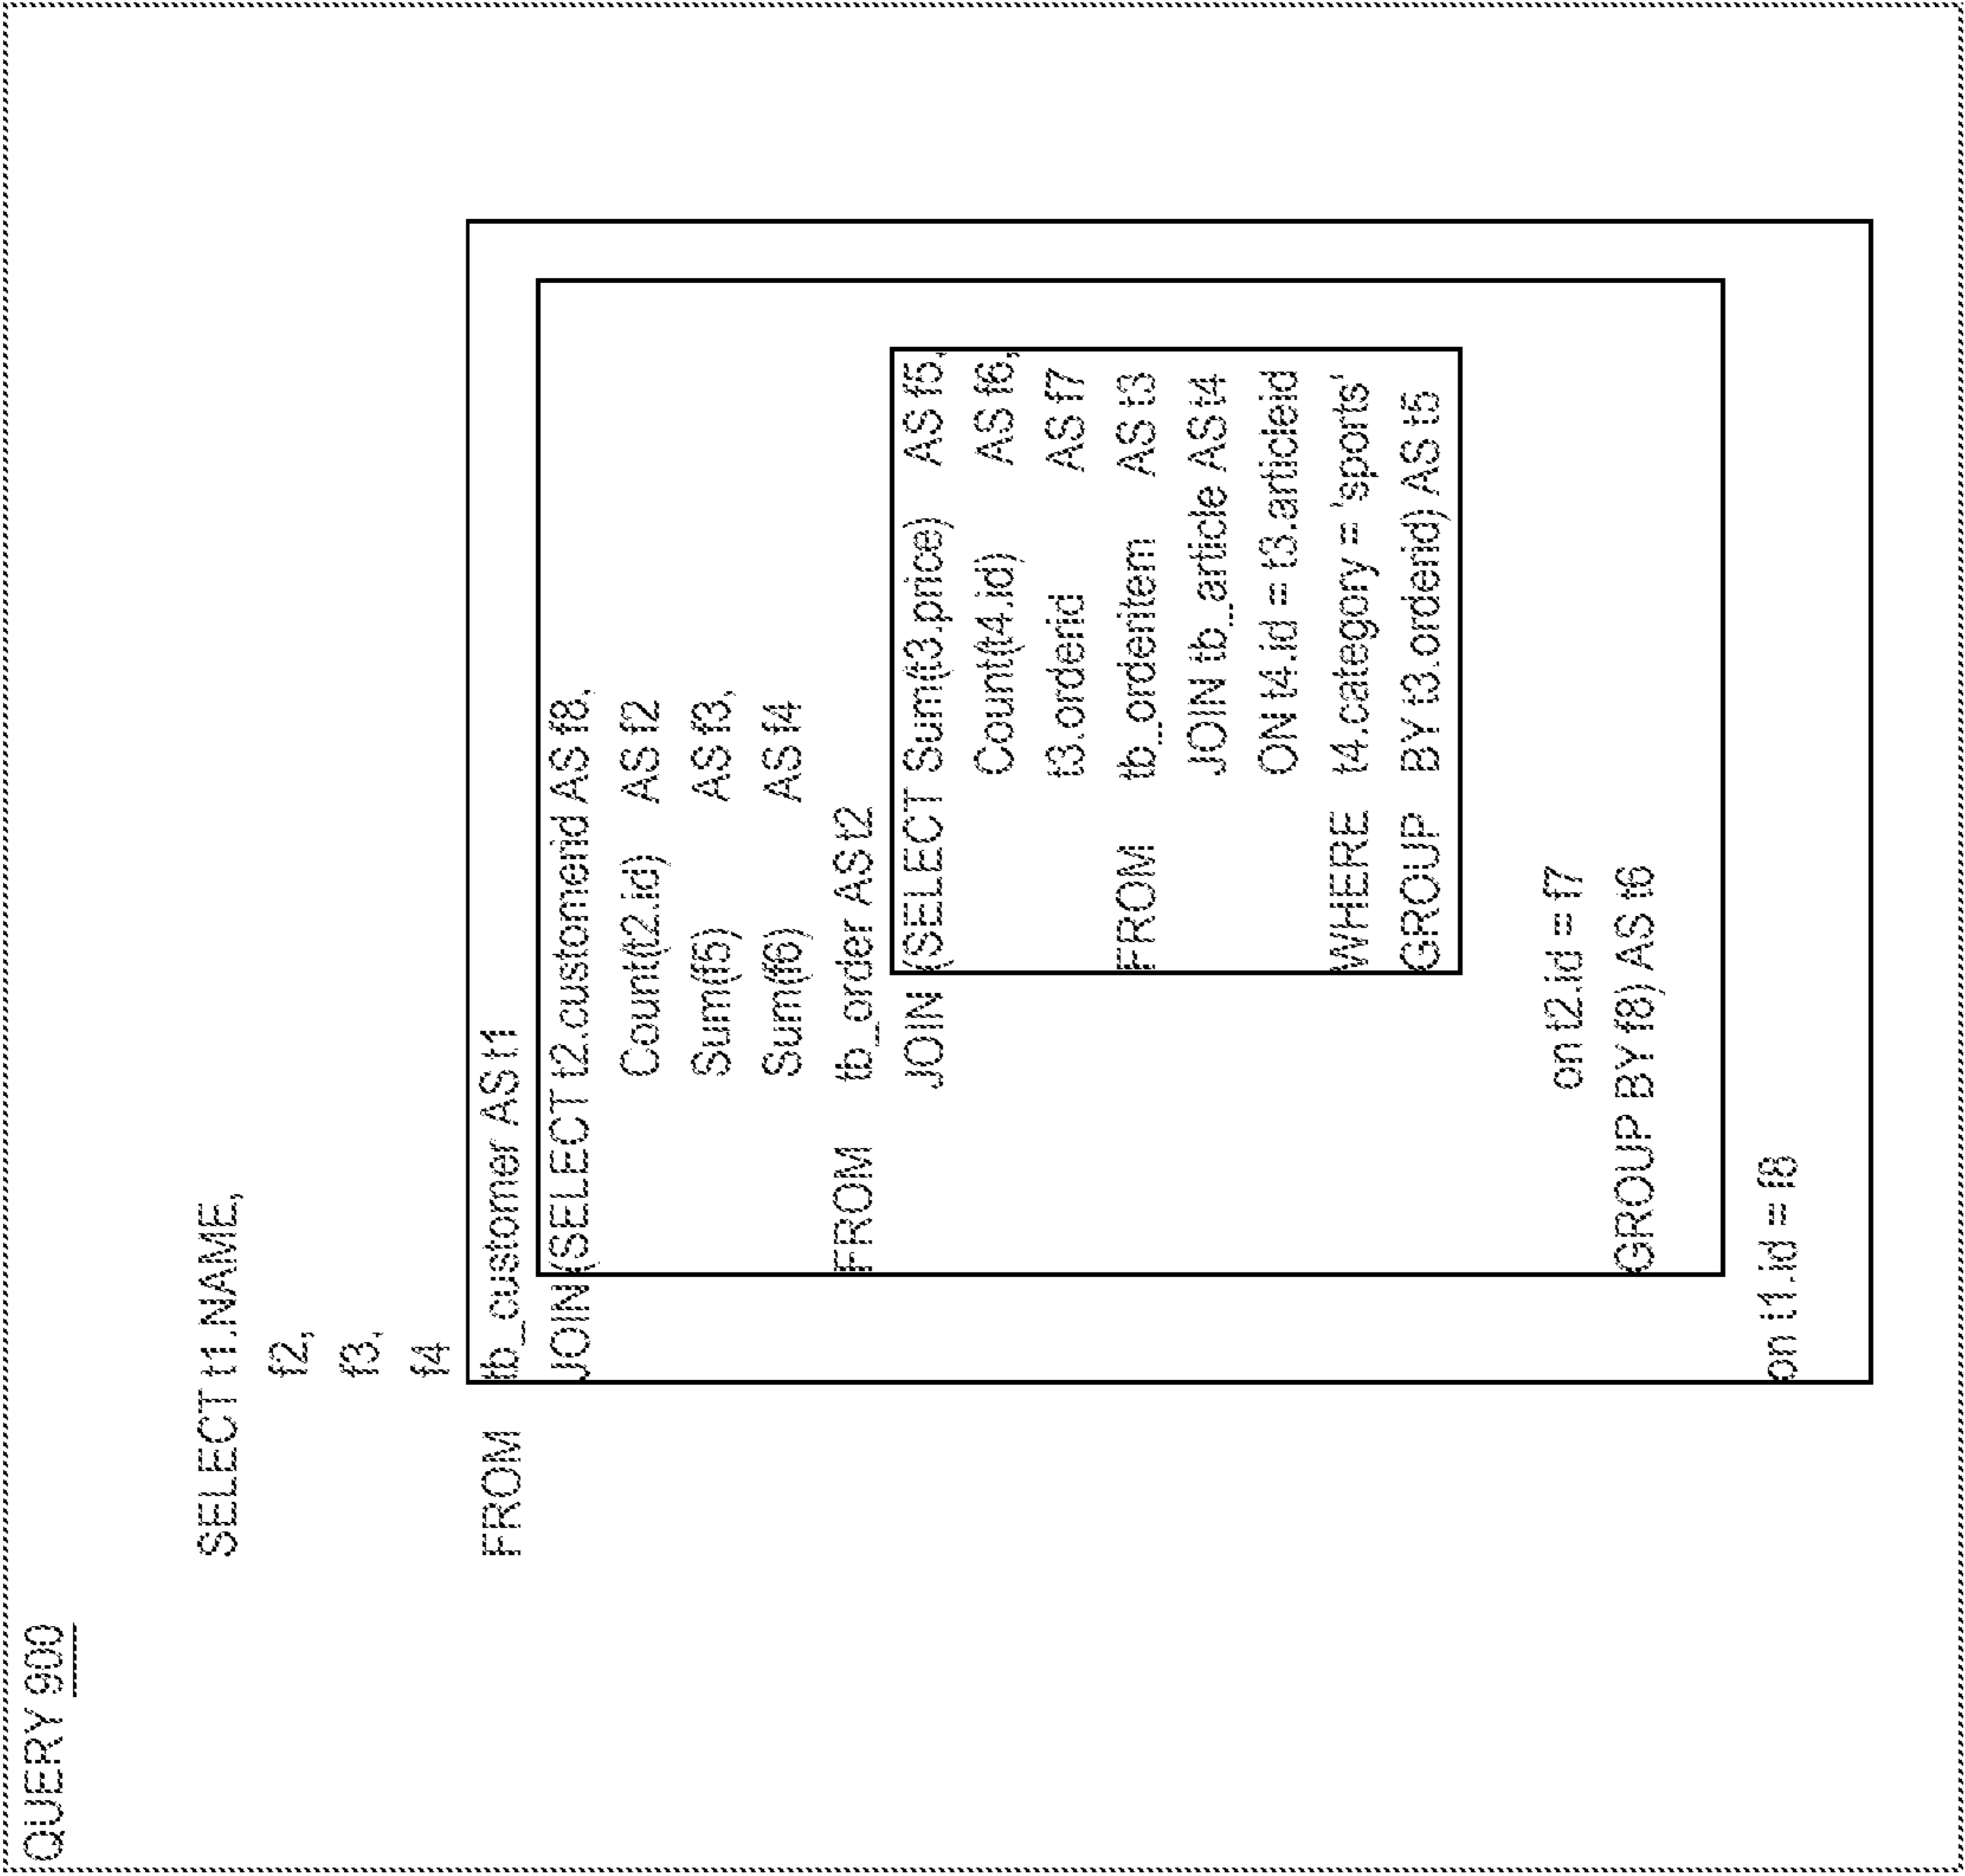 QUERY 900
SELECT t1.NAME,
f2,
f3,
f4
FROM tb_customer AS t1
JOIN (SELECT t2.customerid AS f8,
Count(t2.id) AS f2
Sum(f5) AS f3,
Sum(f6) AS f4
FROM tb_order AS t2
JOIN (SELECT Sum(t3.price) AS f5,
Count(t4.id) AS f6,
t3.orderid AS f7
FROM tb_orderitem AS t3
JOIN tb_article AS t4
ON t4.id = t3.articleid
WHERE t4.category = 'sports'
GROUP BY t3.orderid) AS t5
on t2.id = f7
GROUP BY f8) AS t6
on t1.id = f8